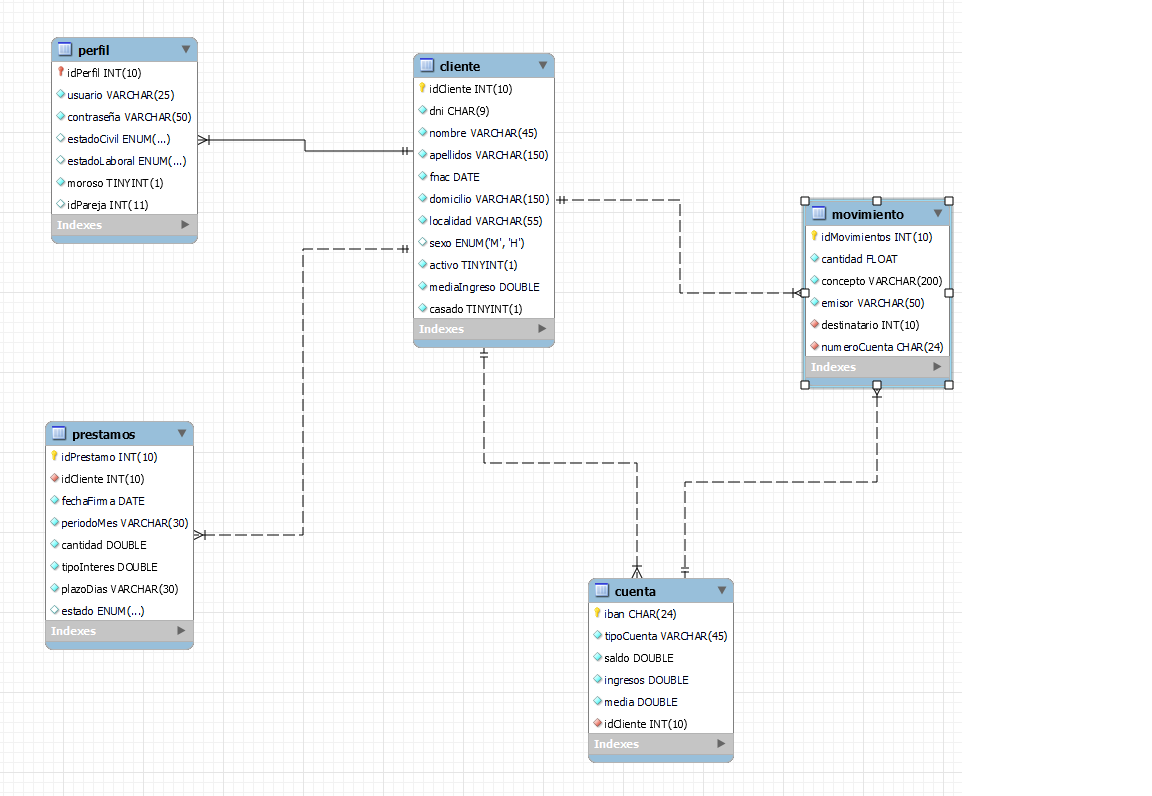 perfil
idPerfil INT(10)
usuario VARCHAR(25)
contraseña VARCHAR(50)
estadoCivil ENUM(...)
estadoLaboral ENUM(...)
moroso TINYINT(1)
idPareja INT(11)
Indexes
cliente
idCliente INT(10)
dni CHAR(9)
nombre VARCHAR(45)
apellidos VARCHAR(150)
fnac DATE
domicilio VARCHAR(150)
localidad VARCHAR(55)
sexo ENUM('M', 'H')
activo TINYINT(1)
mediaIngreso DOUBLE
casado TINYINT(1)
Indexes
movimiento
idMovimientos INT(10)
cantidad FLOAT
concepto VARCHAR(200)
emisor VARCHAR(50)
destinatario INT(10)
numeroCuenta CHAR(24)
Indexes
prestamos
idPrestamo INT(10)
idCliente INT(10)
fechaFirma DATE
periodoMes VARCHAR(30)
cantidad DOUBLE
tipoInteres DOUBLE
plazoDias VARCHAR(30)
estado ENUM(...)
Indexes
cuenta
iban CHAR(24)
tipoCuenta VARCHAR(45)
saldo DOUBLE
ingresos DOUBLE
media DOUBLE
idCliente INT(10)
Indexes